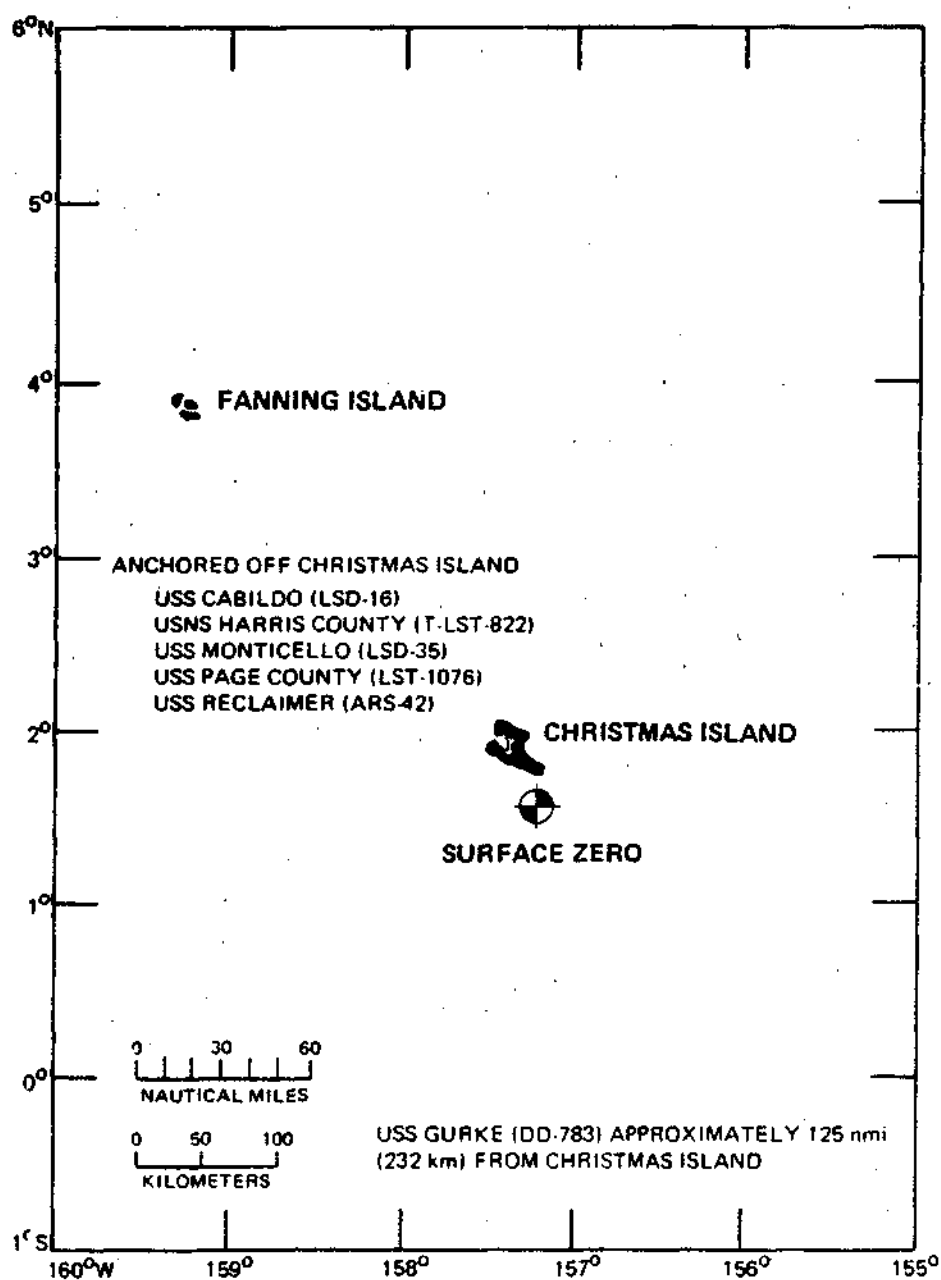 6°N
5°
4°
FANNING ISLAND
3°
ANCHORED OFF CHRISTMAS ISLAND
USS CABILDO (LSD-16)
USNS HARRIS COUNTY (T-LST-822)
USS MONTICELLO (LSD-35)
USS PAGE COUNTY (LST-1076)
USS RECLAIMER (ARS-42)
2°
CHRISTMAS ISLAND
SURFACE ZERO
1°
0 30 60
NAUTICAL MILES
0°
0 50 100
KILOMETERS
USS GURKE (DD-783) APPROXIMATELY 125 nmi
(232 km) FROM CHRISTMAS ISLAND
1°S
160°W 159° 158° 157° 156° 155°